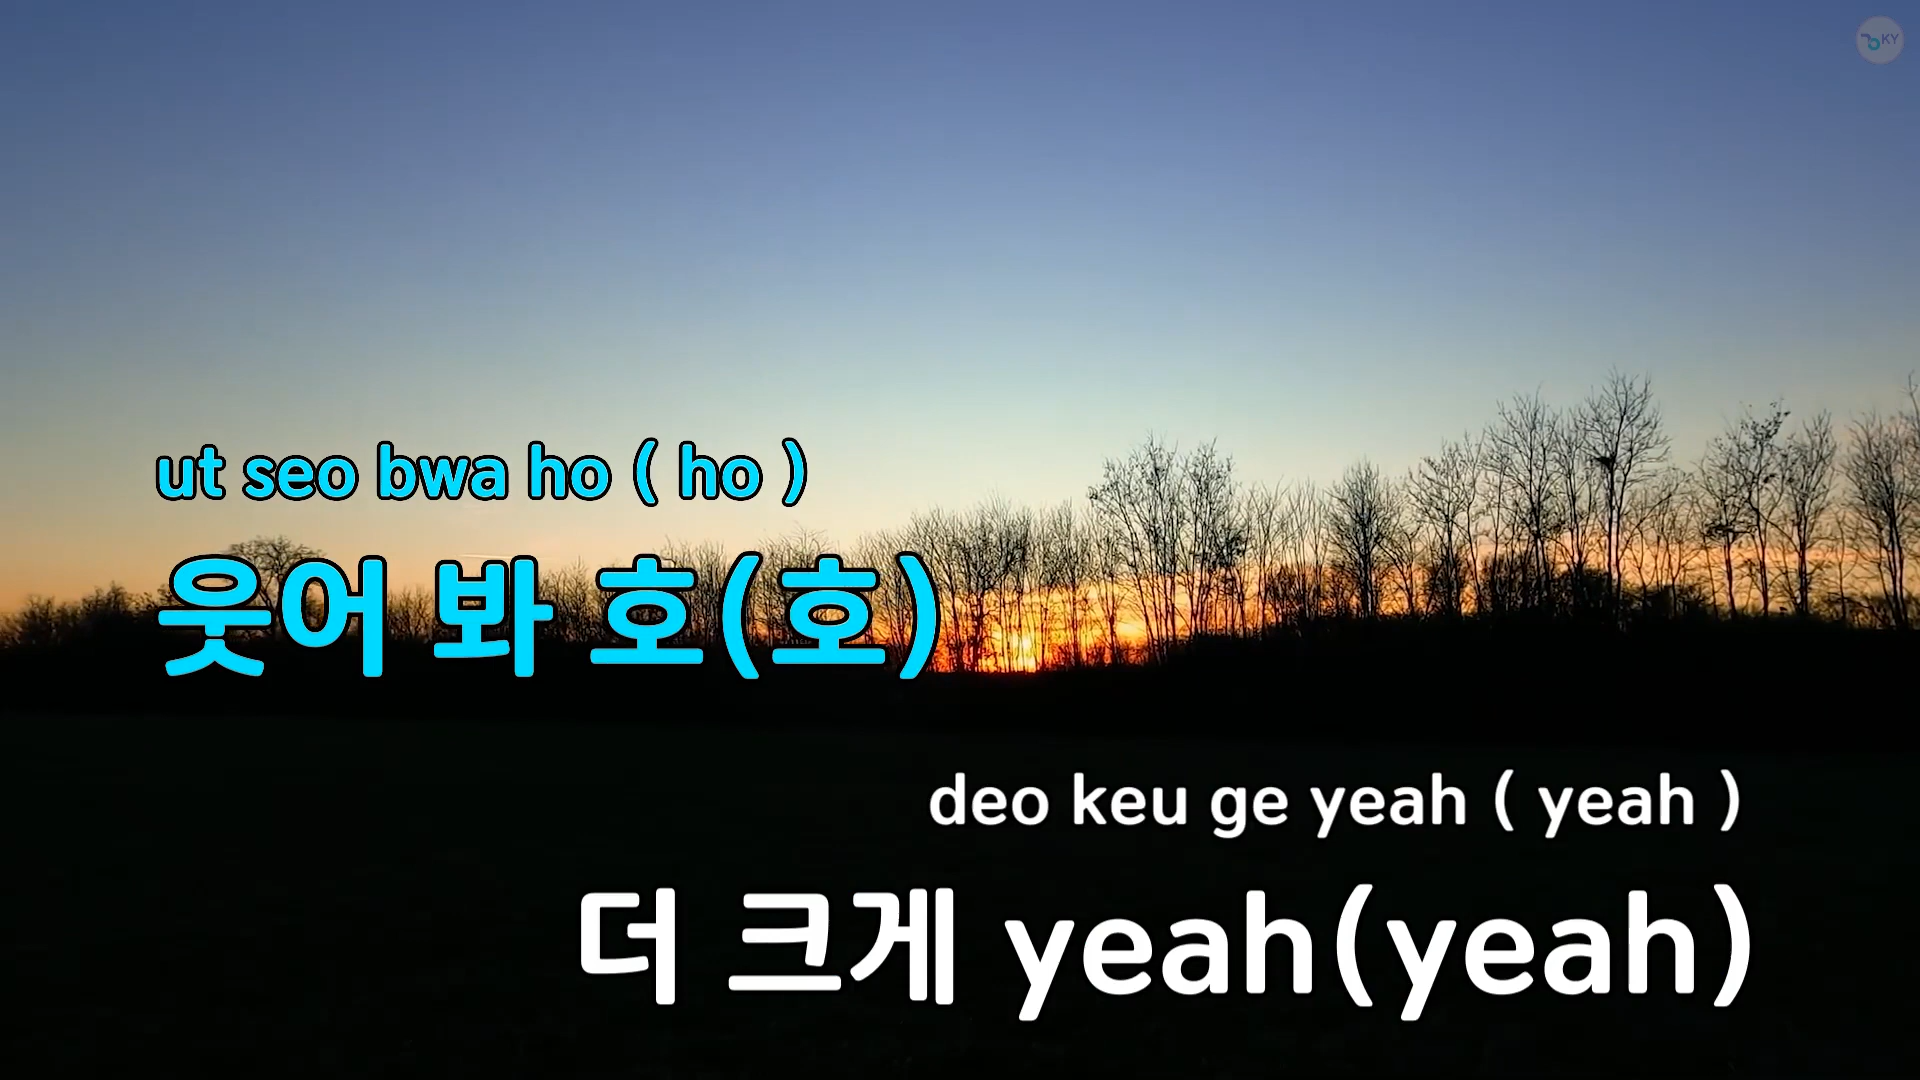 KY
ut seo bwa ho ( ho )
웃어 봐 호(호)
deo keu ge yeah ( yeah )
더 크게 yeah(yeah)